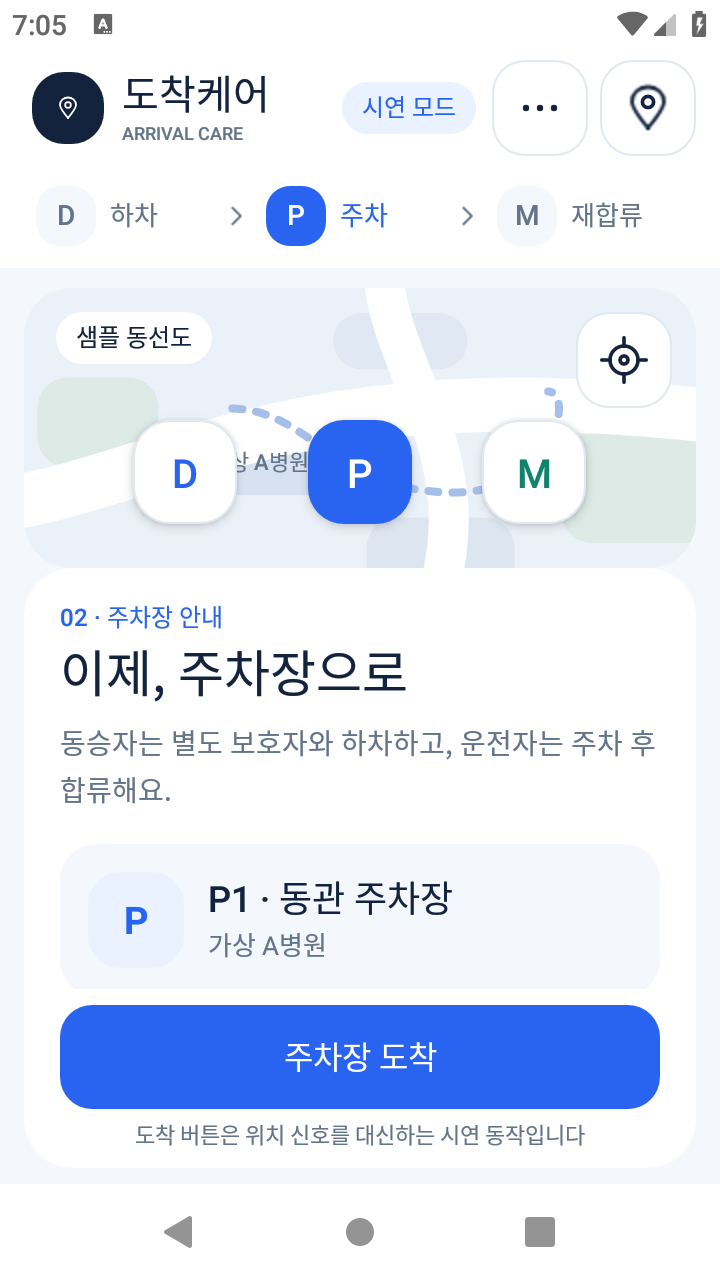 7:05
A
도착케어
ARRIVAL CARE
시연 모드
D 하차
P 주차
M 재합류
샘플 동선도
상 A병원
D
P
M
02 · 주차장 안내
이제, 주차장으로
동승자는 별도 보호자와 하차하고, 운전자는 주차 후
합류해요.
P
P1 · 동관 주차장
가상 A병원
주차장 도착
도착 버튼은 위치 신호를 대신하는 시연 동작입니다